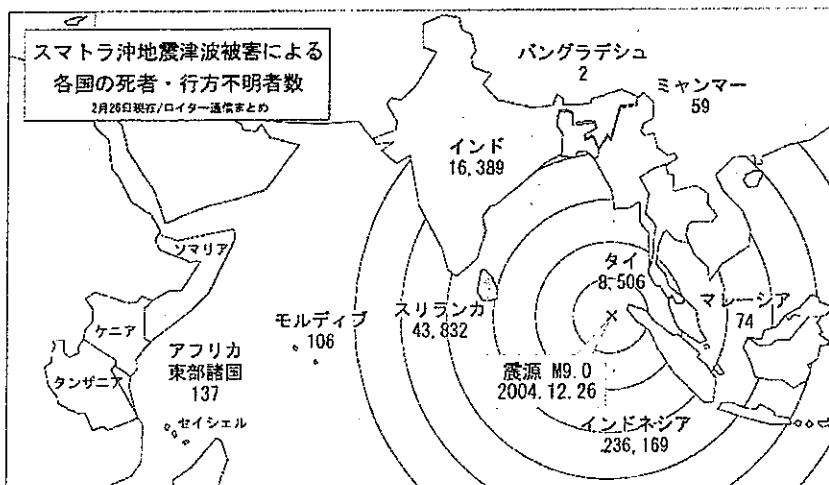 スマトラ沖地震津波被害による
各国の死者・行方不明者数
2月26日現在/ロイター通信まとめ
バングラデシュ
2
ミャンマー
59
インド
16,389
ソマリア
タイ
8,506
ケニア
モルディブ
106
スリランカ
43,832
マレーシア
74
アフリカ
東部諸国
137
タンザニア
震源 M9.0
2004.12.26
セイシェル
インドネシア
236,169